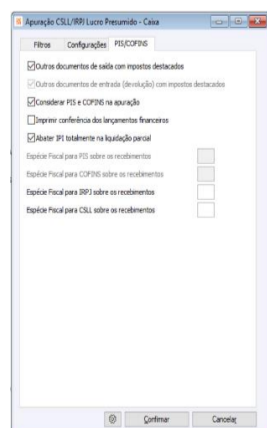 Apuração CSLL/IRPJ Lucro Presumido - Caixa
Filtros Configurações PIS/COFINS
Outros documentos de saída com impostos destacados
Outros documentos de entrada (devolução) com impostos destacados
Considerar PIS e COFINS na apuração
Imprimir conferência dos lançamentos financeiros
Abater IPI totalmente na liquidação parcial
Espécie Fiscal para PIS sobre os recebimentos
Espécie Fiscal para COFINS sobre os recebimentos
Espécie Fiscal para IRPJ sobre os recebimentos
Espécie Fiscal para CSLL sobre os recebimentos
Confirmar Cancelar